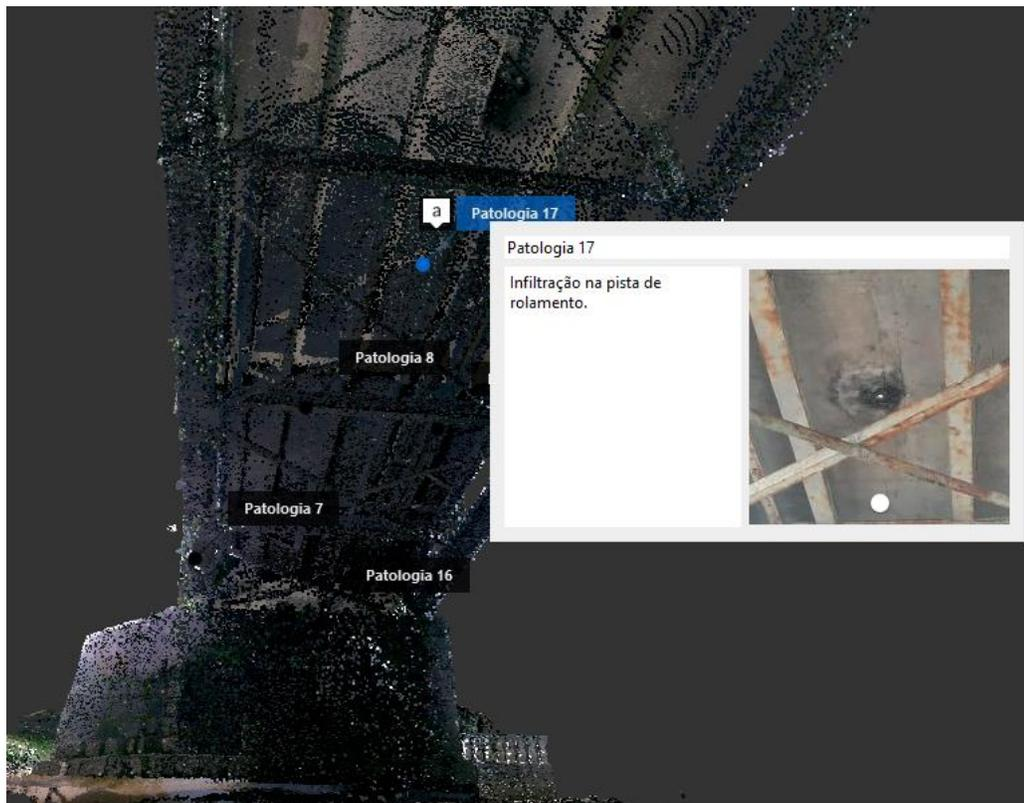 a
Patologia 17
Patologia 17
Infiltração na pista de
rolamento.
Patologia 8
Patologia 7
Patologia 16